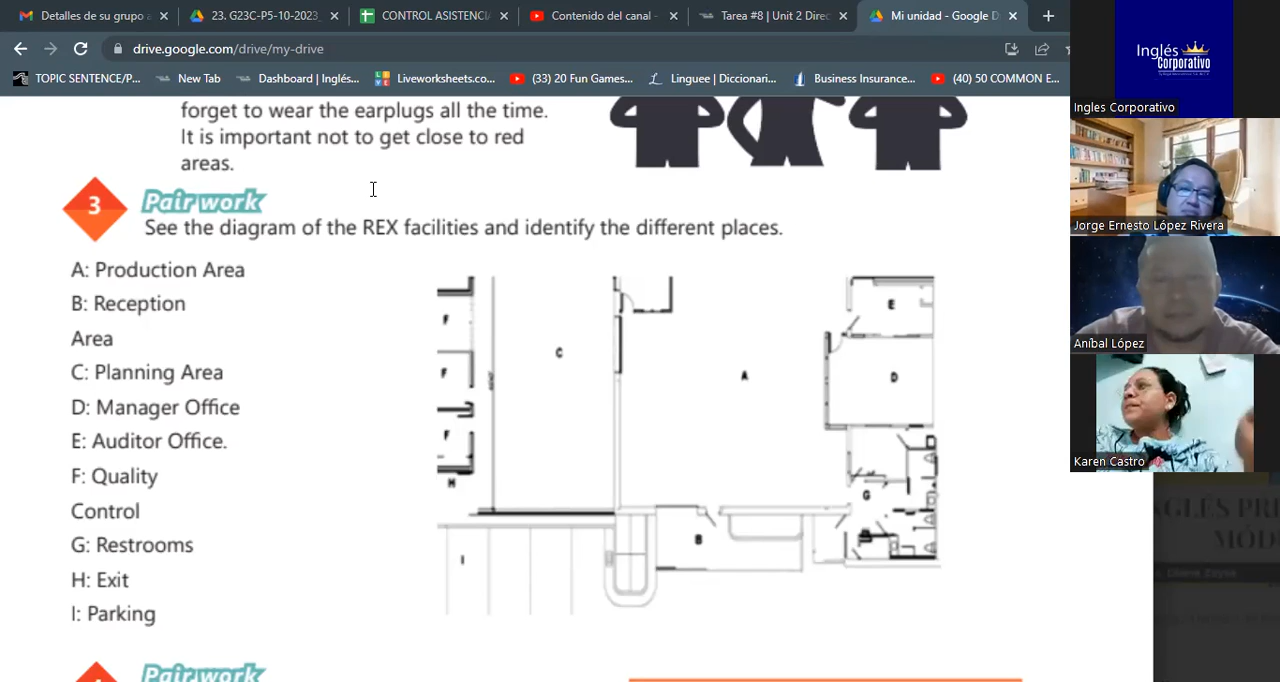 Detalles de su grupo a
23. G23C-P5-10-2023_
CONTROL ASISTENCI
Contenido del canal -
Tarea #8 | Unit 2 Direc
Mi unidad - Google D
drive.google.com/drive/my-drive
TOPIC SENTENCE/P...
New Tab
Dashboard | Inglés...
Liveworksheets.co...
(33) 20 Fun Games...
Linguee | Diccionari...
Business Insurance...
(40) 50 COMMON E...
forget to wear the earplugs all the time.
It is important not to get close to red
areas.
3
Pair work
See the diagram of the REX facilities and identify the different places.
A: Production Area
B: Reception
Area
C: Planning Area
D: Manager Office
E: Auditor Office.
F: Quality
Control
G: Restrooms
H: Exit
I: Parking
F
F
F
H
C
A
E
D
G
B
I
Pair work
Inglés
Corporativo
Ingles Corporativo
Jorge Ernesto López Rivera
Aníbal López
Karen Castro